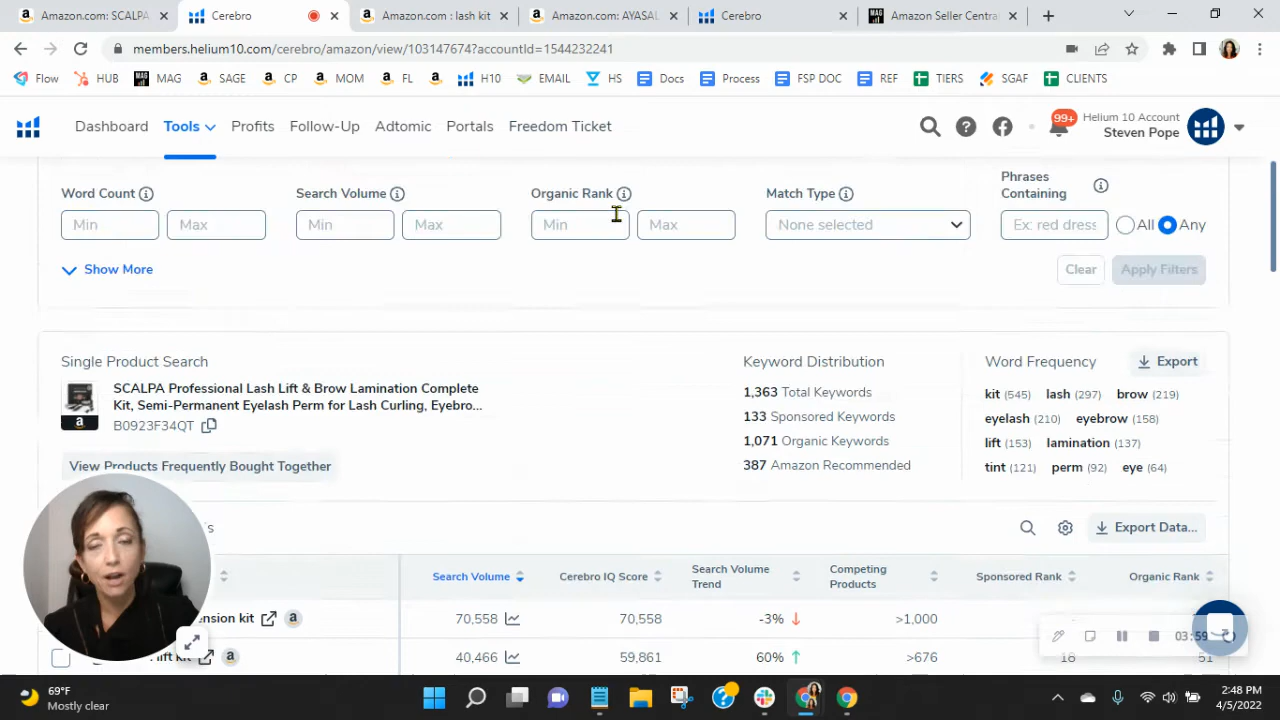 Amazon.com: SCALP
Cerebro
Amazon.com : lash kit
Amazon.com: AYASAL
Cerebro
Amazon Seller Centra
members.helium10.com/cerebro/amazon/view/103147674?accountId=1544232241
Flow
HUB
MAG
SAGE
CP
MOM
FL
H10
EMAIL
HS
Docs
Process
FSP DOC
REF
TIERS
SGAF
CLIENTS
Dashboard
Tools
Profits
Follow-Up
Adtomic
Portals
Freedom Ticket
99+
Helium 10 Account
Steven Pope
Word Count
Search Volume
Organic Rank
Match Type
Phrases
Containing
Min
Max
Min
Max
Min
Max
None selected
Ex: red dress
All
Any
Show More
Clear
Apply Filters
Single Product Search
Keyword Distribution
Word Frequency
Export
SCALPA Professional Lash Lift & Brow Lamination Complete
Kit, Semi-Permanent Eyelash Perm for Lash Curling, Eyebro...
B0923F34QT
1,363 Total Keywords
133 Sponsored Keywords
1,071 Organic Keywords
387 Amazon Recommended
kit (545) lash (297) brow (219)
eyelash (210) eyebrow (158)
lift (153) lamination (137)
tint (121) perm (92) eye (64)
View Products Frequently Bought Together
Export Data...
Search Volume
Cerebro IQ Score
Search Volume
Trend
Competing
Products
Sponsored Rank
Organic Rank
ension kit
70,558
70,558
-3%
>1,000
lift kit
40,466
59,861
60%
>676
18
51
03:59
69°F
Mostly clear
2:48 PM
4/5/2022